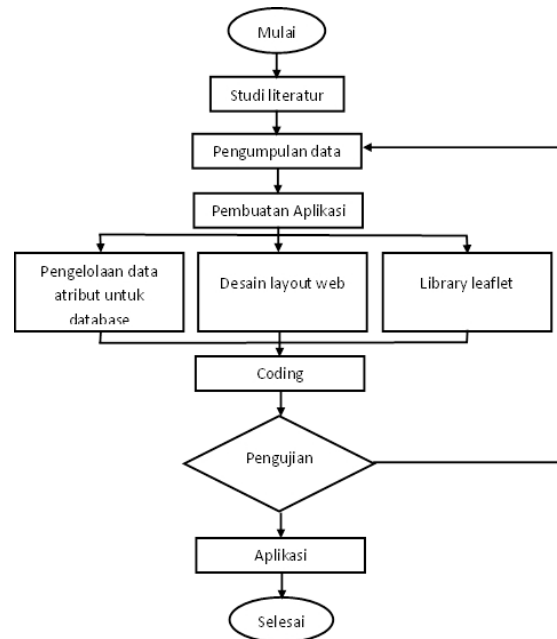 Mulai
Studi literatur
Pengumpulan data
Pembuatan Aplikasi
Pengelolaan data
atribut untuk
database
Desain layout web
Library leaflet
Coding
Pengujian
Aplikasi
Selesai